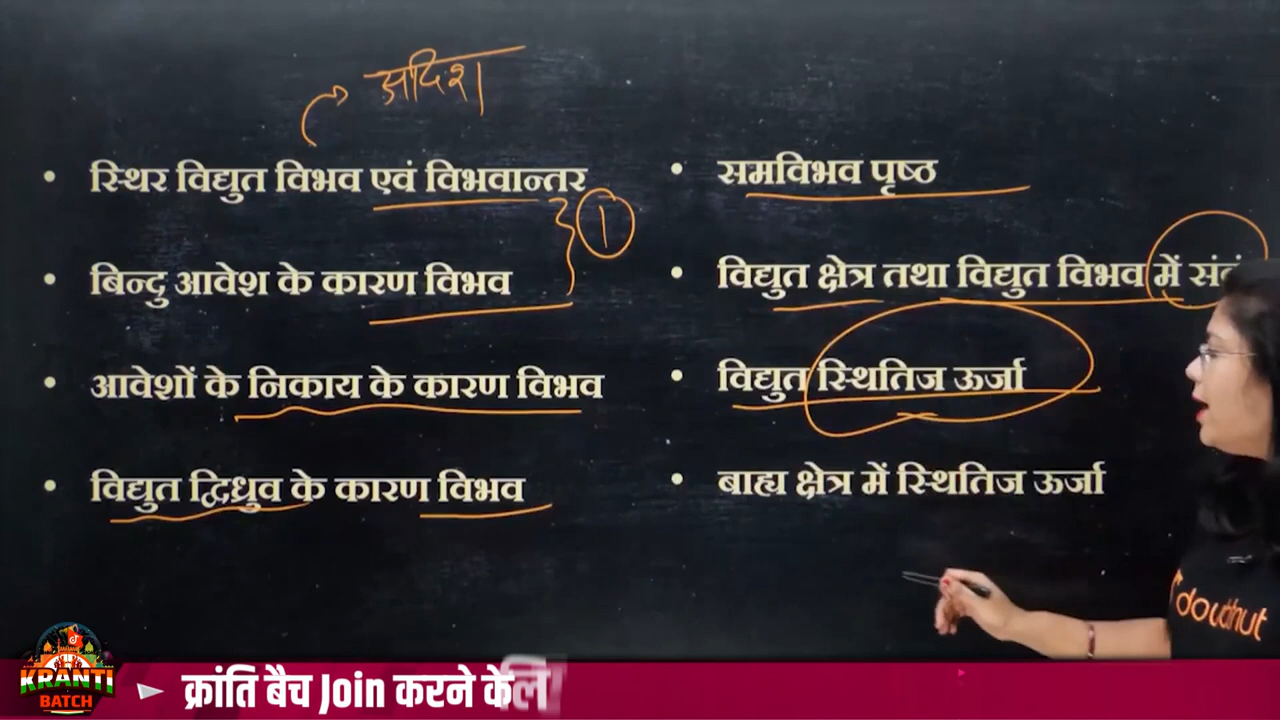 अदिश
• स्थिर विद्युत विभव एवं विभवान्तर
1
• बिन्दु आवेश के कारण विभव
• आवेशों के निकाय के कारण विभव
• विद्युत द्विध्रुव के कारण विभव
• समविभव पृष्ठ
• विद्युत क्षेत्र तथा विद्युत विभव में
• विद्युत स्थितिज ऊर्जा
• बाह्य क्षेत्र में स्थितिज ऊर्जा
doubtnut
KRANTI
BATCH
क्रांति बैच Join करने केलि